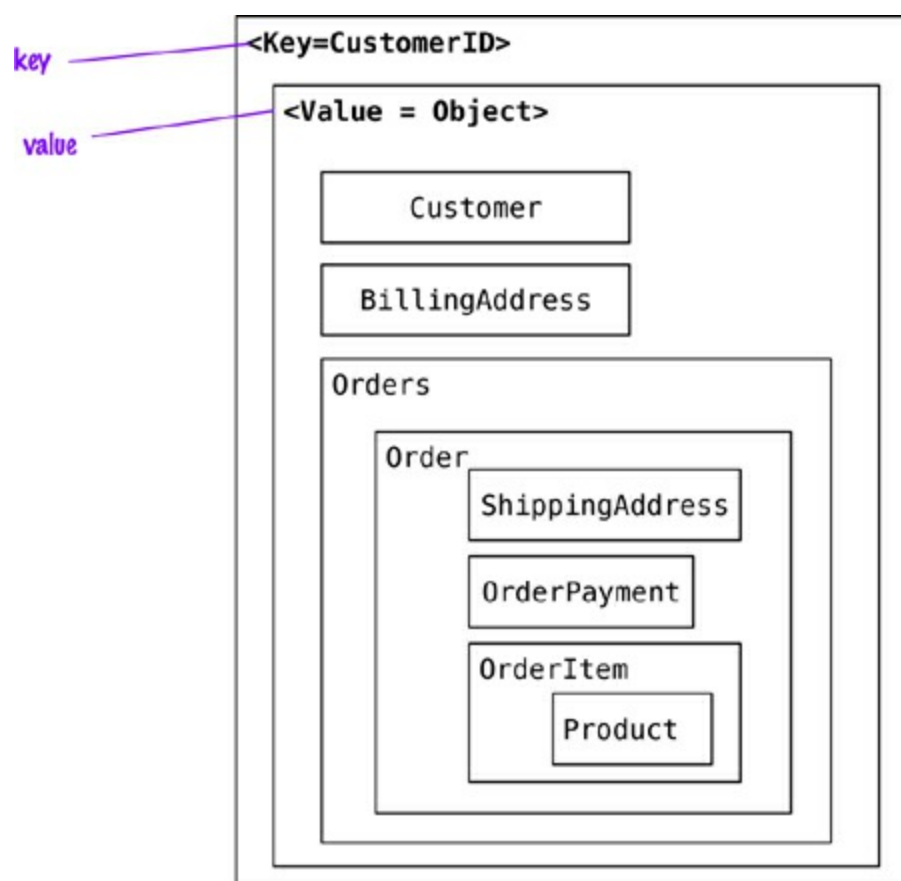 <Key=CustomerID>
key
<Value = Object>
value
Customer
BillingAddress
Orders
Order
ShippingAddress
OrderPayment
OrderItem
Product